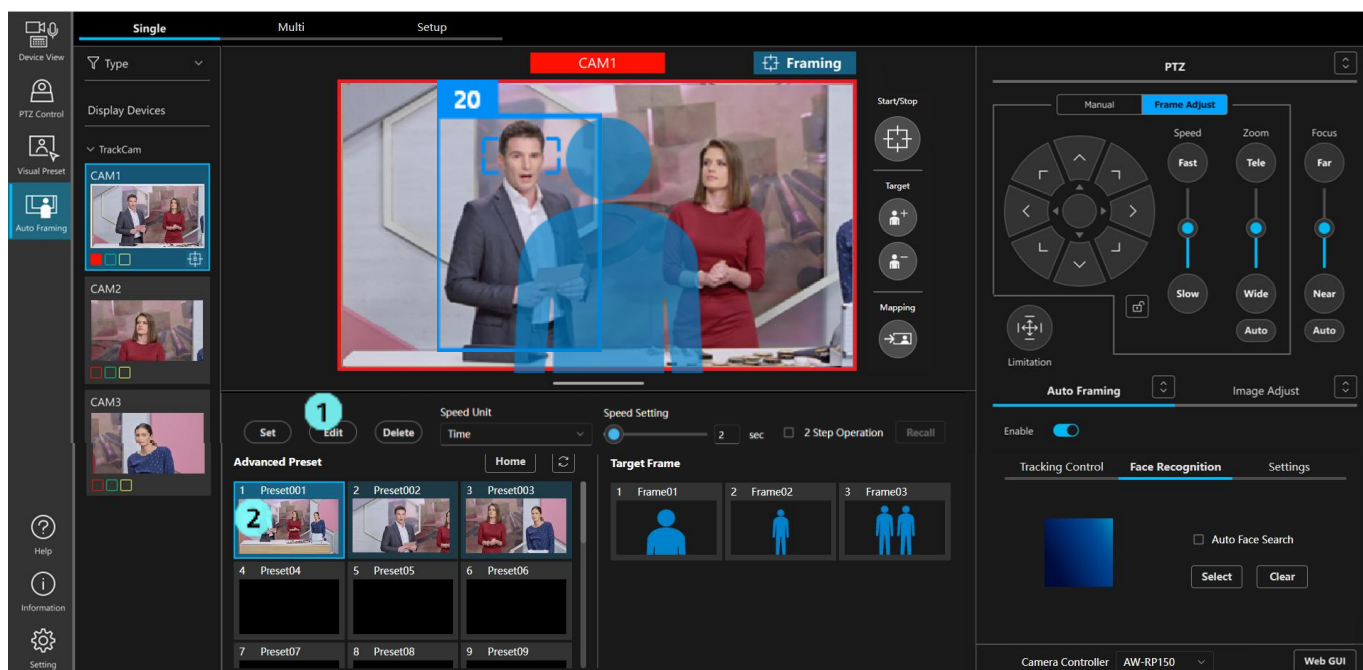 Single
Multi
Setup
Device View
PTZ Control
Visual Preset
Auto Framing
Help
Information
Setting
Type
Display Devices
TrackCam
CAM1
CAM2
CAM3
CAM1
Framing
20
Start/Stop
Target
Mapping
1
Set
Edit
Delete
Speed Unit
Time
Speed Setting
2 sec
2 Step Operation
Recall
Advanced Preset
Home
1 Preset001
2 Preset002
3 Preset003
2
4 Preset04
5 Preset05
6 Preset06
7 Preset07
8 Preset08
9 Preset09
Target Frame
1 Frame01
2 Frame02
3 Frame03
PTZ
Manual
Frame Adjust
Speed
Zoom
Focus
Fast
Tele
Far
Slow
Wide
Near
Auto
Auto
Limitation
Auto Framing
Image Adjust
Enable
Tracking Control
Face Recognition
Settings
Auto Face Search
Select
Clear
Camera Controller
AW-RP150
Web GUI